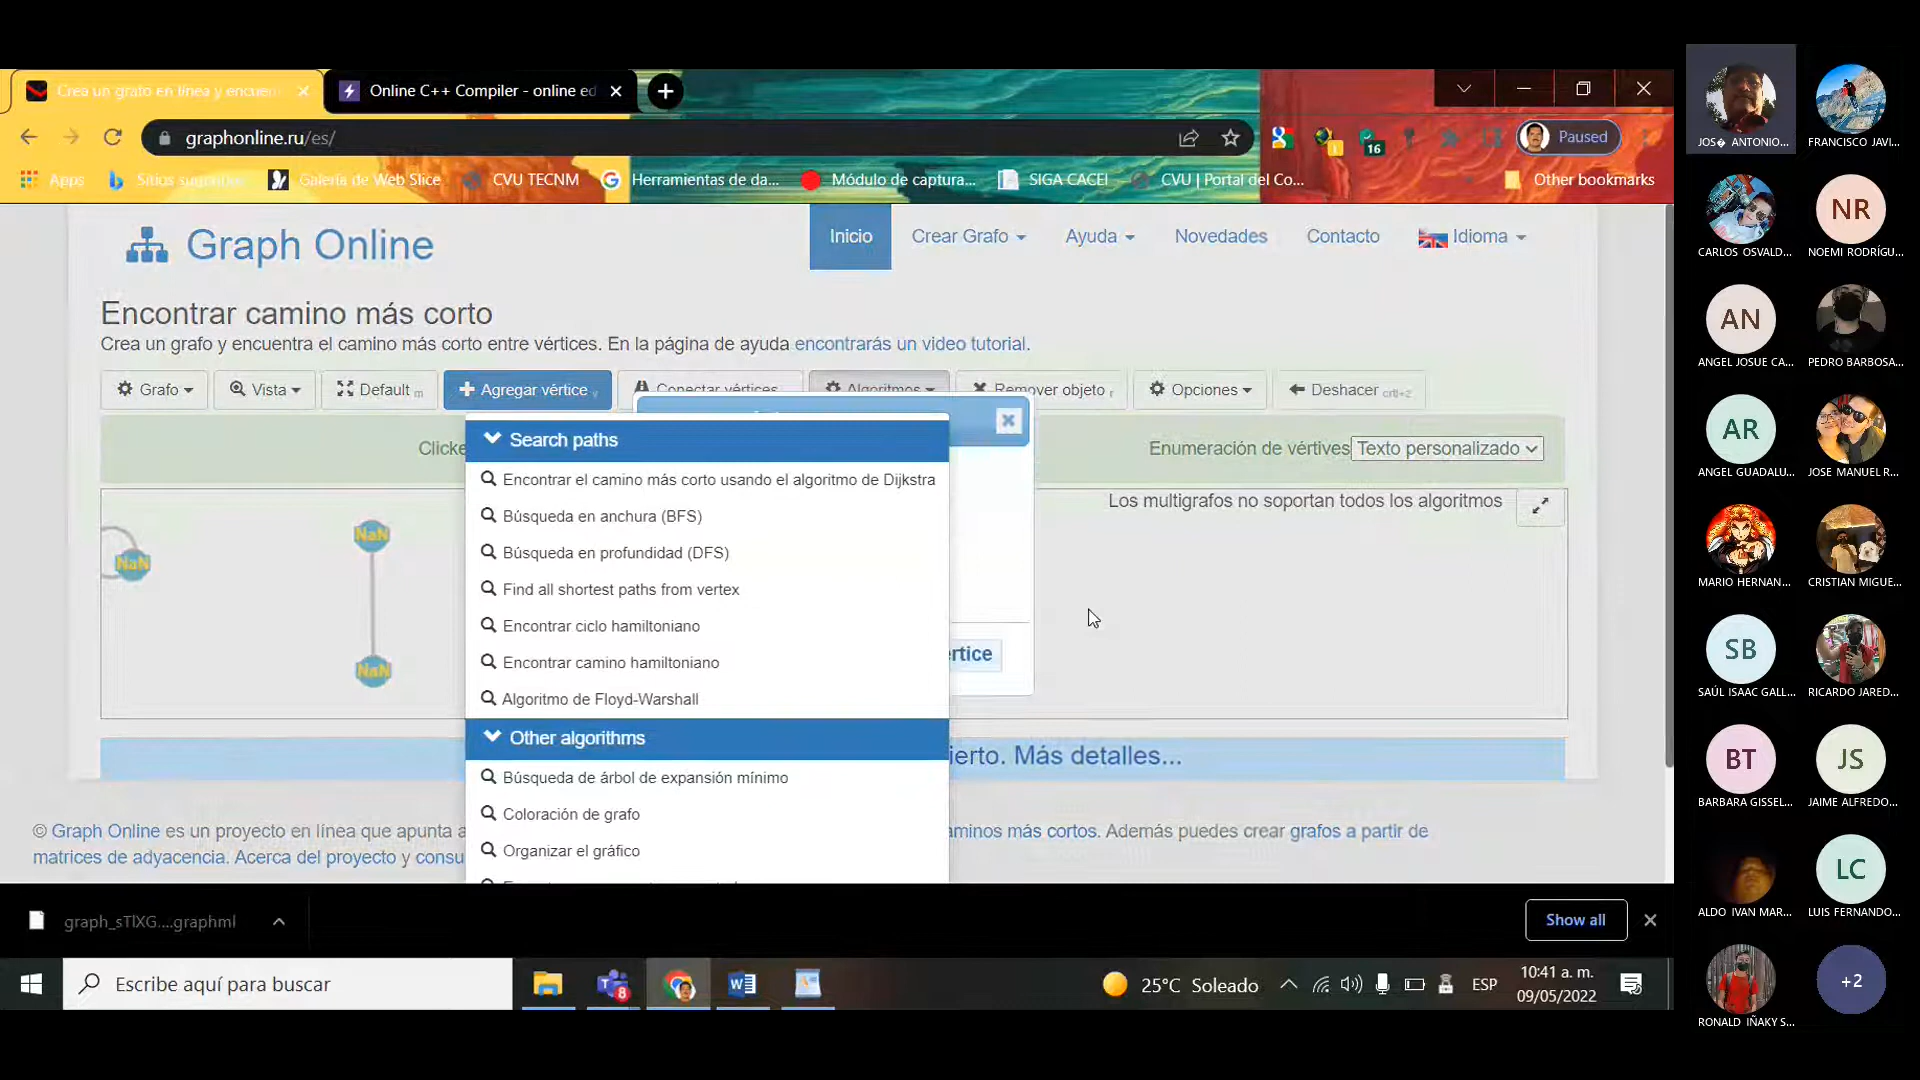 Crea un grafo en línea y encuen
Online C++ Compiler - online ed
graphonline.ru/es/
16
Paused
Apps
Sitios sugeridos
Galería de Web Slice
CVU TECNM
Herramientas de da...
Módulo de captura...
SIGA CACEI
CVU | Portal del Co...
Other bookmarks
Graph Online
Inicio
Crear Grafo
Ayuda
Novedades
Contacto
Idioma
Encontrar camino más corto
Crea un grafo y encuentra el camino más corto entre vértices. En la página de ayuda encontrarás un video tutorial.
Grafo
Vista
Default m
Agregar vértice v
Conectar vértices
Algoritmos
Remover objeto r
Opciones
Deshacer crtl+z
Clicke
Enumeración de vértives
Texto personalizado
Search paths
Encontrar el camino más corto usando el algoritmo de Dijkstra
Búsqueda en anchura (BFS)
Búsqueda en profundidad (DFS)
Find all shortest paths from vertex
Encontrar ciclo hamiltoniano
Encontrar camino hamiltoniano
Algoritmo de Floyd-Warshall
Other algorithms
Búsqueda de árbol de expansión mínimo
Coloración de grafo
Organizar el gráfico
Los multigrafos no soportan todos los algoritmos
NaN
NaN
NaN
értice
ierto. Más detalles...
© Graph Online es un proyecto en línea que apunta a
aminos más cortos. Además puedes crear grafos a partir de
matrices de adyacencia. Acerca del proyecto y consu
graph_sTlXG....graphml
Show all
Escribe aquí para buscar
8
25°C Soleado
ESP
10:41 a. m.
09/05/2022
JOS� ANTONIO...
FRANCISCO JAVI...
CARLOS OSVALD...
NR
NOEMI RODRÍGU...
AN
ANGEL JOSUE CA...
PEDRO BARBOSA...
AR
ANGEL GUADALU...
JOSE MANUEL R...
MARIO HERNAN...
CRISTIAN MIGUE...
SB
SAÚL ISAAC GALL...
RICARDO JARED...
BT
BARBARA GISSEL...
JS
JAIME ALFREDO...
ALDO IVAN MAR...
LC
LUIS FERNANDO...
RONALD IÑAKY S...
+2